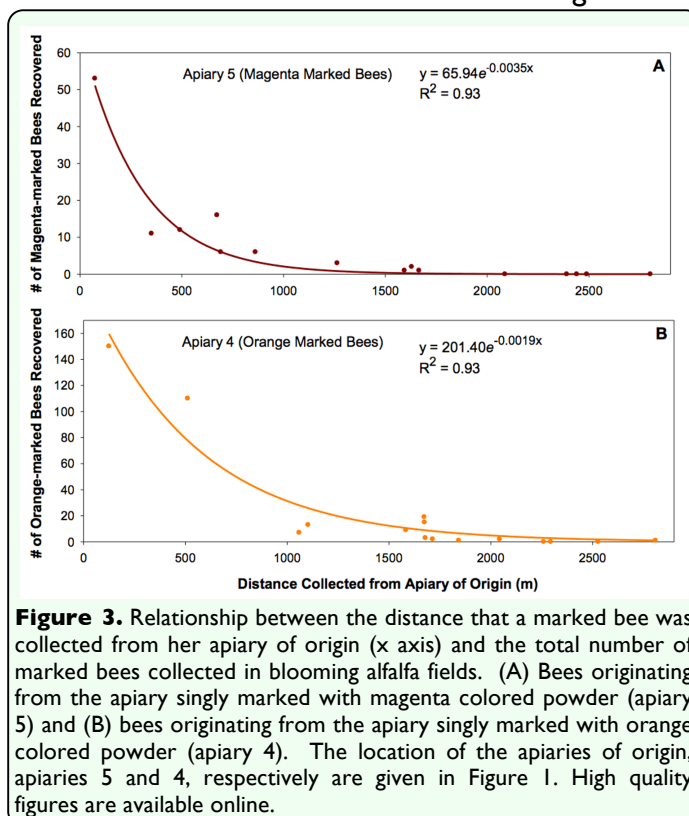 60
50
40
30
20
10
0
# of Magenta-marked Bees Recovered
Apiary 5 (Magenta Marked Bees)
y = 65.94e^-0.0035x
R² = 0.93
A
0 500 1000 1500 2000 2500
160
140
120
100
80
60
40
20
0
# of Orange-marked Bees Recovered
Apiary 4 (Orange Marked Bees)
y = 201.40e^-0.0019x
R² = 0.93
B
0 500 1000 1500 2000 2500
Distance Collected from Apiary of Origin (m)
Figure 3. Relationship between the distance that a marked bee was
collected from her apiary of origin (x axis) and the total number of
marked bees collected in blooming alfalfa fields. (A) Bees originating
from the apiary singly marked with magenta colored powder (apiary
5) and (B) bees originating from the apiary singly marked with orange
colored powder (apiary 4). The location of the apiaries of origin,
apiaries 5 and 4, respectively are given in Figure 1. High quality
figures are available online.